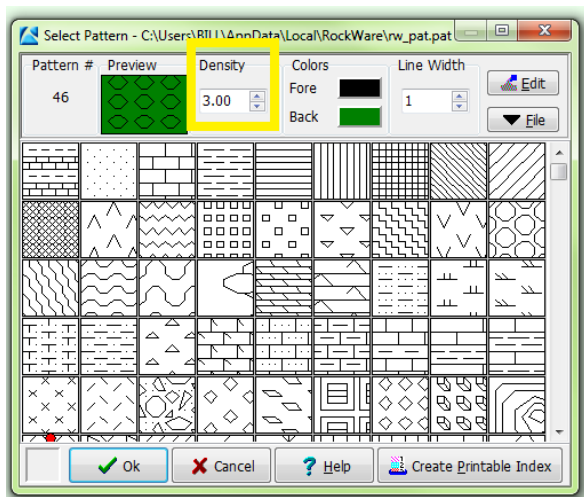 Select Pattern - C:\Users\BILL\AppData\Local\RockWare\rw_pat.pat
Pattern # Preview Density Colors Line Width
46 3.00 Fore 1 Edit
Back File
Ok Cancel Help Create Printable Index